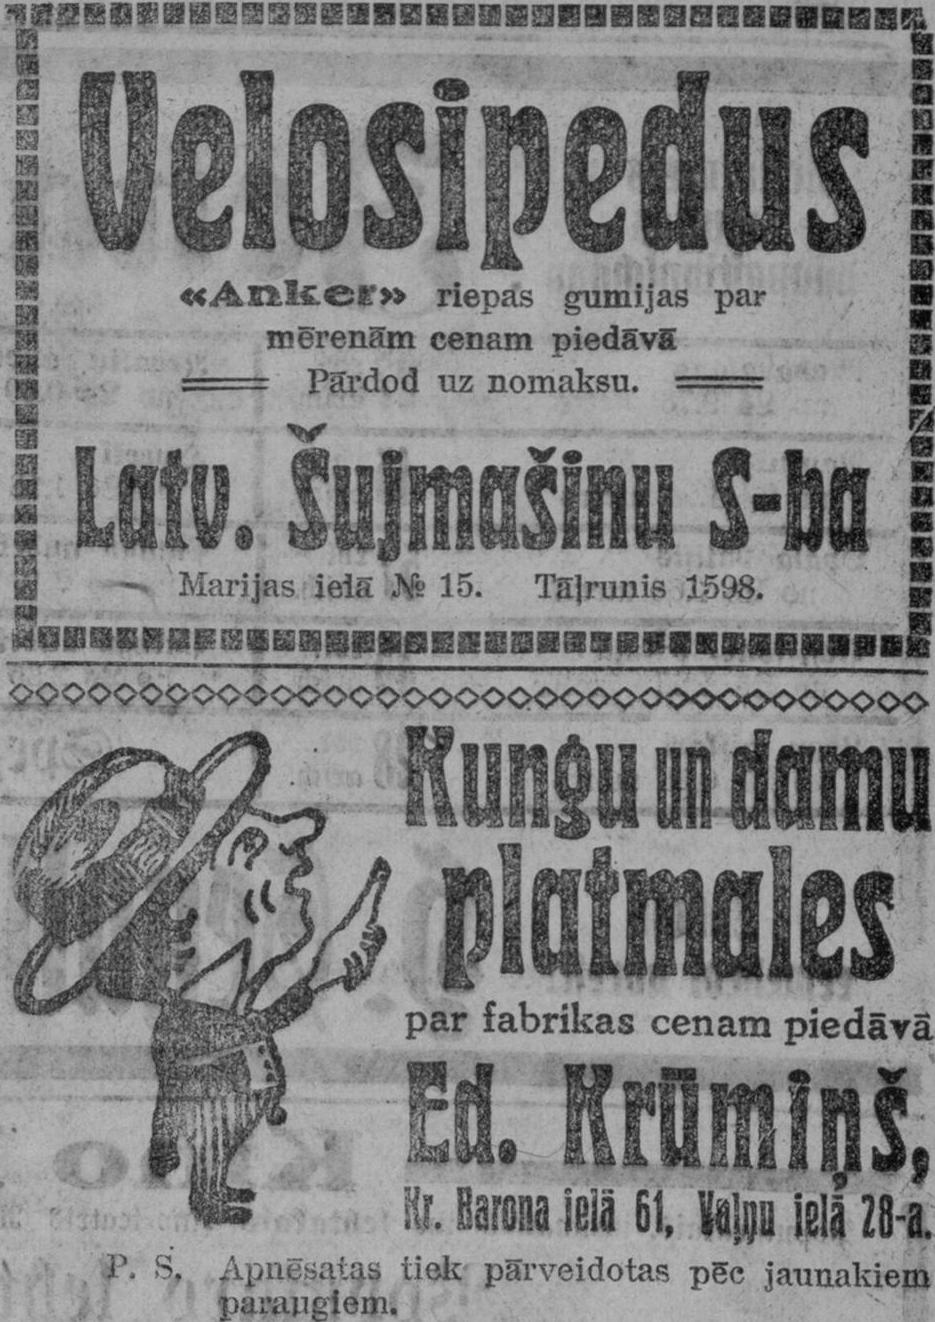 Velosipedus
«Anker» riepas gumijas par
mērenām cenam piedāvā
Pārdod uz nomaksu.
Latv. Šujmašinu S-ba
Marijas ielā № 15. Tāļrunis 1598.
Kungu un damu
platmales
par fabrikas cenam piedāvā
Ed. Krūmiņš,
Kr. Barona ielā 61, Vaļņu ielā 28-a.
P. S. Apnēsatas tiek pārveidotas pēc jaunakiem
paraugiem.